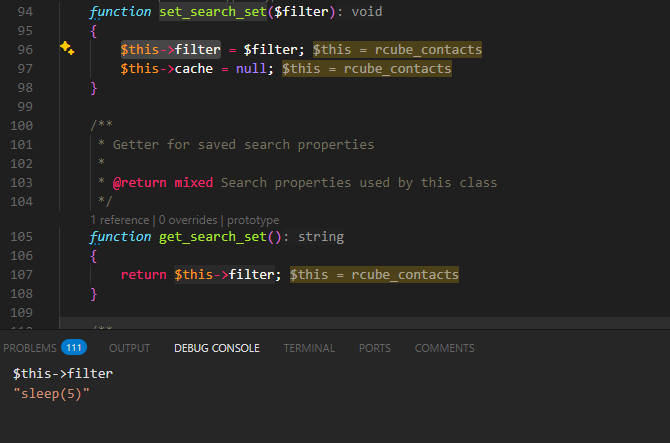 94 function set_search_set($filter): void
95 {
96 $this->filter = $filter; $this = rcube_contacts
97 $this->cache = null; $this = rcube_contacts
98 }
99
100 /**
101 * Getter for saved search properties
102 *
103 * @return mixed Search properties used by this class
104 */
1 reference | 0 overrides | prototype
105 function get_search_set(): string
106 {
107 return $this->filter; $this = rcube_contacts
108 }
109
110 /**
PROBLEMS 111 OUTPUT DEBUG CONSOLE TERMINAL PORTS COMMENTS
$this->filter
"sleep(5)"